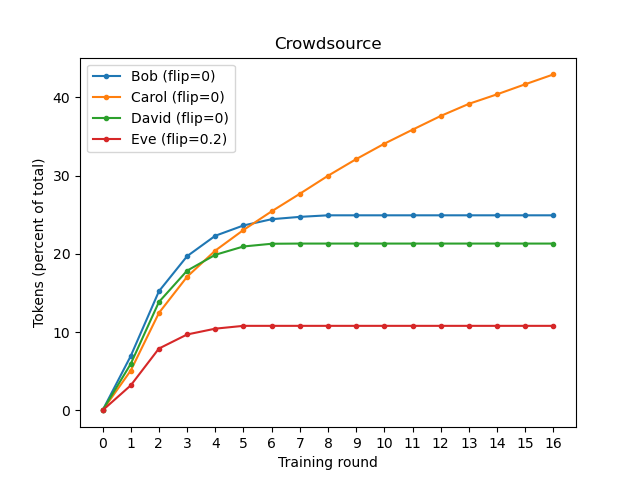 Crowdsource
Bob (flip=0)
Carol (flip=0)
David (flip=0)
Eve (flip=0.2)
Tokens (percent of total)
40
30
20
10
0
0 1 2 3 4 5 6 7 8 9 10 11 12 13 14 15 16
Training round